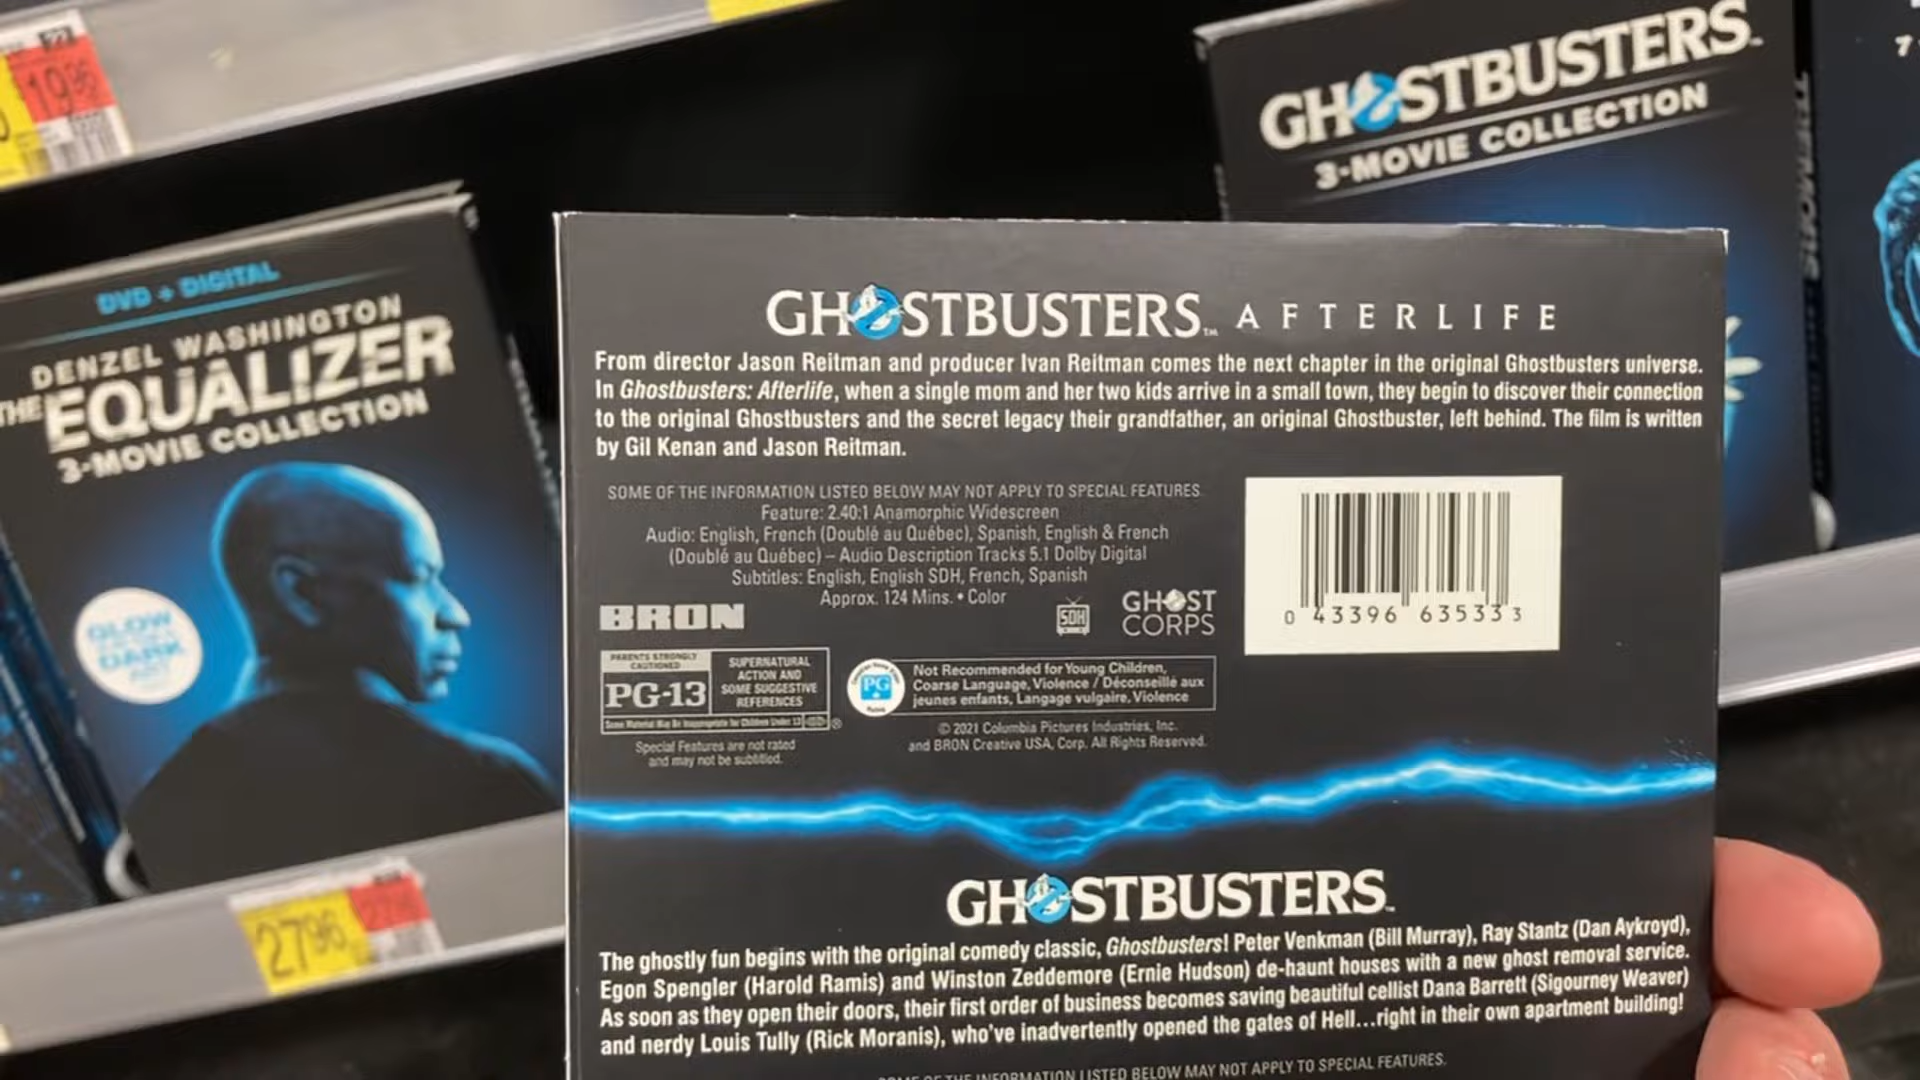 19.96
GHOSTBUSTERS
3-MOVIE COLLECTION
DVD + DIGITAL
DENZEL WASHINGTON
THE EQUALIZER
3-MOVIE COLLECTION
GLOW
DARK
27.96
GHOSTBUSTERS™ AFTERLIFE
From director Jason Reitman and producer Ivan Reitman comes the next chapter in the original Ghostbusters universe.
In Ghostbusters: Afterlife, when a single mom and her two kids arrive in a small town, they begin to discover their connection
to the original Ghostbusters and the secret legacy their grandfather, an original Ghostbuster, left behind. The film is written
by Gil Kenan and Jason Reitman.
SOME OF THE INFORMATION LISTED BELOW MAY NOT APPLY TO SPECIAL FEATURES
Feature: 2.40:1 Anamorphic Widescreen
Audio: English, French (Doublé au Québec), Spanish, English & French
(Doublé au Québec) – Audio Description Tracks 5.1 Dolby Digital
Subtitles: English, English SDH, French, Spanish
Approx. 124 Mins. • Color
BRON
SDH
GHOST
CORPS
0 43396 63533 3
PARENTS STRONGLY
CAUTIONED
PG-13
SUPERNATURAL
ACTION AND
SOME SUGGESTIVE
REFERENCES
Some Material May Be Inappropriate for Children Under 13
®
PG
Not Recommended for Young Children,
Coarse Language, Violence / Déconseillé aux
jeunes enfants, Langage vulgaire, Violence
Special Features are not rated
and may not be subtitled.
© 2021 Columbia Pictures Industries, Inc.
and BRON Creative USA, Corp. All Rights Reserved.
GHOSTBUSTERS™
The ghostly fun begins with the original comedy classic, Ghostbusters! Peter Venkman (Bill Murray), Ray Stantz (Dan Aykroyd),
Egon Spengler (Harold Ramis) and Winston Zeddemore (Ernie Hudson) de-haunt houses with a new ghost removal service.
As soon as they open their doors, their first order of business becomes saving beautiful cellist Dana Barrett (Sigourney Weaver)
and nerdy Louis Tully (Rick Moranis), who've inadvertently opened the gates of Hell...right in their own apartment building!
SOME OF THE INFORMATION LISTED BELOW MAY NOT APPLY TO SPECIAL FEATURES.